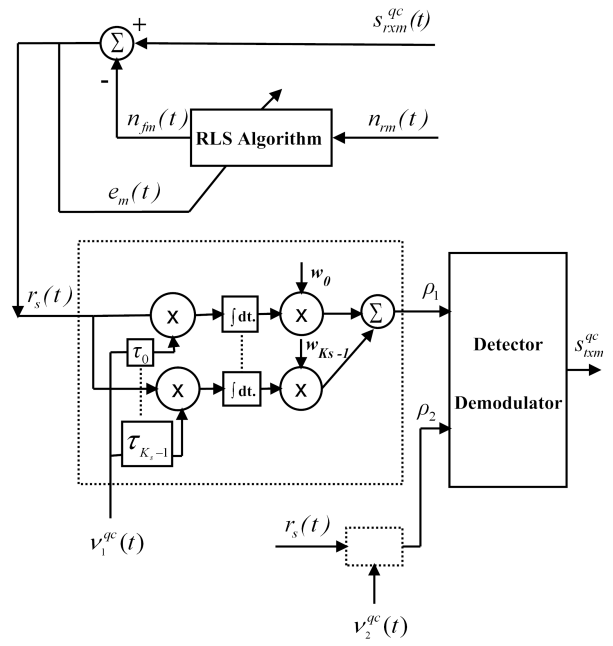 +
s_{rxm}^{qc}(t)
Σ
-
n_{fm}(t)
RLS Algorithm
n_{rm}(t)
e_m(t)
r_s(t)
w_0
ρ_1
X
∫dt.
X
Σ
τ_0
w_{Ks-1}
Detector
Demodulator
s_{txm}^{qc}
X
∫dt.
X
ρ_2
τ_{K_s-1}
ν_1^{qc}(t)
r_s(t)
ν_2^{qc}(t)